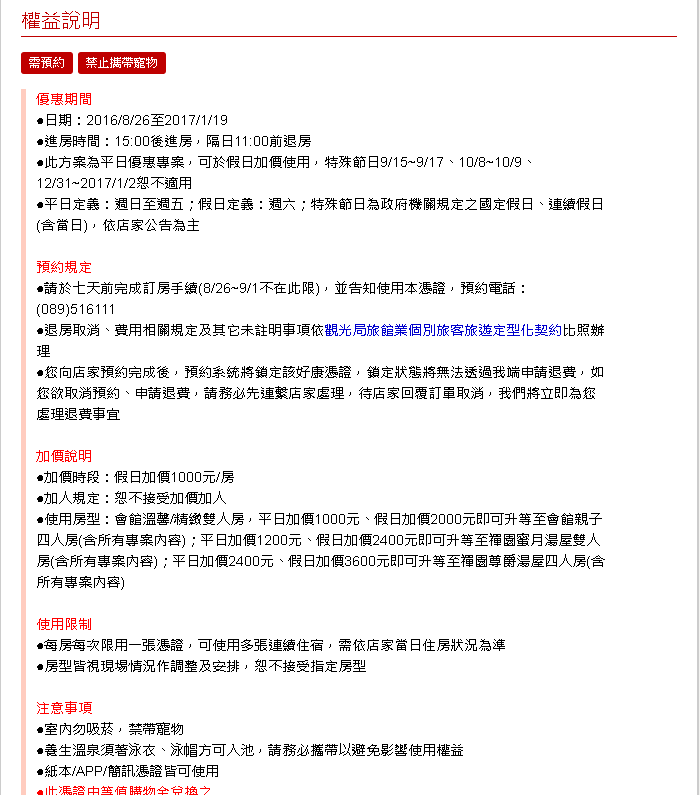 權益說明
需預約 禁止攜帶寵物
優惠期間
●日期：2016/8/26至2017/1/19
●進房時間：15:00後進房，隔日11:00前退房
●此方案為平日優惠專案，可於假日加價使用，特殊節日9/15~9/17、10/8~10/9、
12/31~2017/1/2恕不適用
●平日定義：週日至週五；假日定義：週六；特殊節日為政府機關規定之國定假日、連續假日
(含當日)，依店家公告為主
預約規定
●請於七天前完成訂房手續(8/26~9/1不在此限)，並告知使用本憑證，預約電話：
(089)516111
●退房取消、費用相關規定及其它未註明事項依觀光局旅館業個別旅客旅遊定型化契約比照辦
理
●您向店家預約完成後，預約系統將鎖定該好康憑證，鎖定狀態將無法透過我端申請退費，如
您欲取消預約、申請退費，請務必先連繫店家處理，待店家回覆訂單取消，我們將立即為您
處理退費事宜
加價說明
●加價時段：假日加價1000元/房
●加人規定：恕不接受加價加人
●使用房型：會館溫馨/精緻雙人房，平日加價1000元、假日加價2000元即可升等至會館親子
四人房(含所有專案內容)；平日加價1200元、假日加價2400元即可升等至禪園蜜月湯屋雙人
房(含所有專案內容)；平日加價2400元、假日加價3600元即可升等至禪園尊爵湯屋四人房(含
所有專案內容)
使用限制
●每房每次限用一張憑證，可使用多張連續住宿，需依店家當日住房狀況為準
●房型皆視現場情況作調整及安排，恕不接受指定房型
注意事項
●室內勿吸菸，禁帶寵物
●養生溫泉須著泳衣、泳帽方可入池，請務必攜帶以避免影響使用權益
●紙本/APP/簡訊憑證皆可使用
●此憑證由等值購物金兌換之